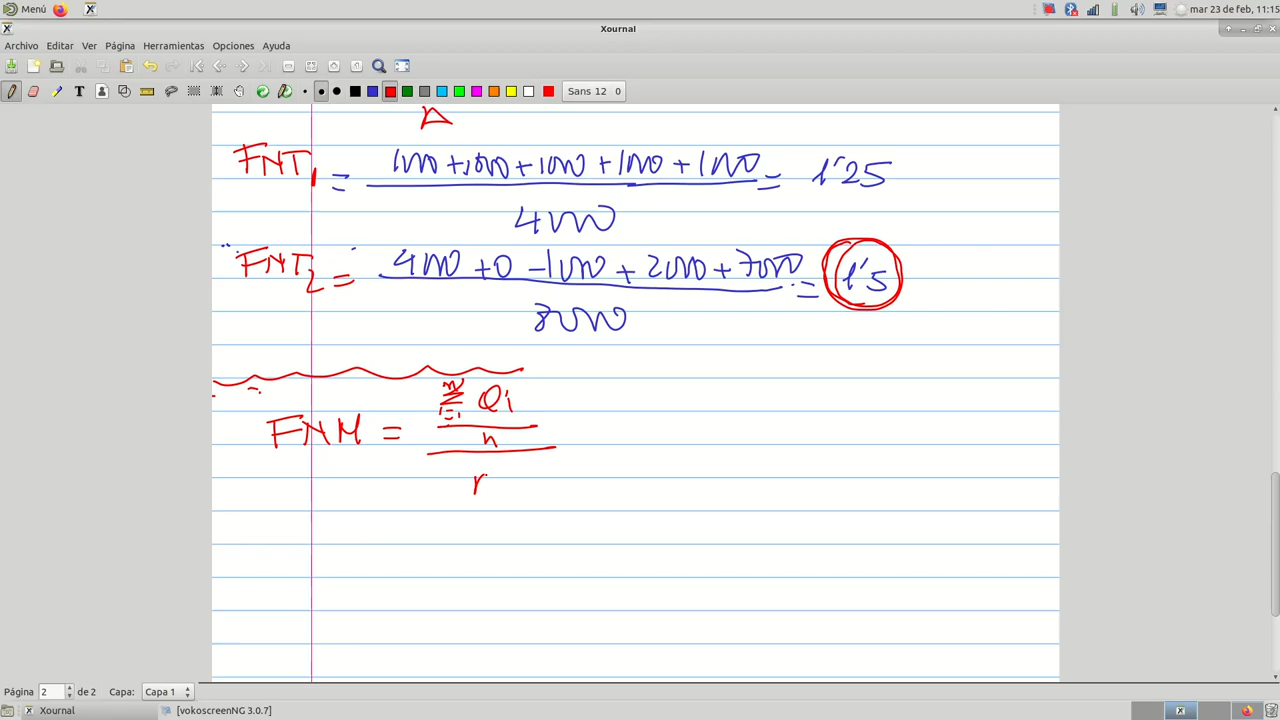 Menú mar 23 de feb, 11:15
Xournal
Archivo Editar Ver Página Herramientas Opciones Ayuda
Sans 12 0
A
FNT1 = 1000 + 1000 + 1000 + 1000 + 1000 = 1'25
4000
FNT2 = 4000 + 0 - 1000 + 2000 + 7000 = 1'5
8000
n
Σ Qi
i=1
FNM =
n
r
Página 2 de 2 Capa: Capa 1
Xournal [vokoscreenNG 3.0.7]